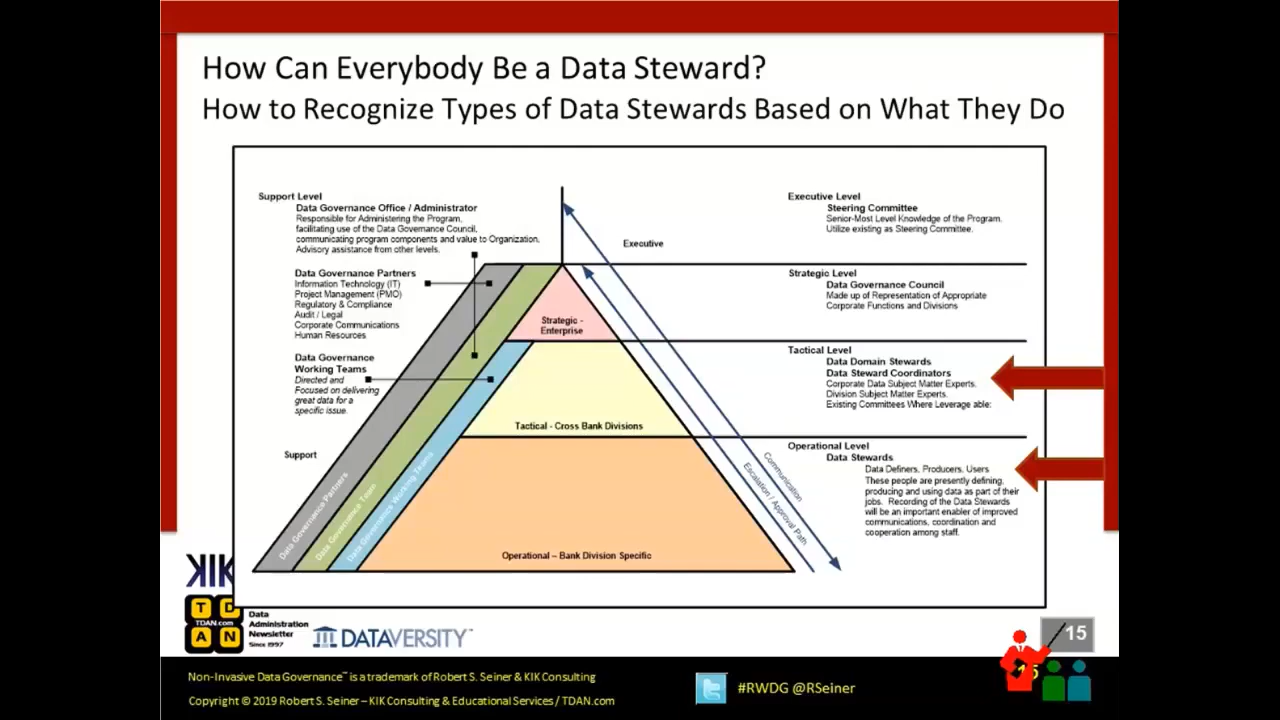 How Can Everybody Be a Data Steward?
How to Recognize Types of Data Stewards Based on What They Do
Support Level
Data Governance Office / Administrator
Responsible for Administering the Program,
facilitating use of the Data Governance Council,
communicating program components and value to Organization.
Advisory assistance from other levels.
Data Governance Partners
Information Technology (IT)
Project Management (PMO)
Regulatory & Compliance
Audit / Legal
Corporate Communications
Human Resources
Data Governance
Working Teams
Directed and
Focused on delivering
great data for a
specific issue.
Support
Data Governance Partners
Data Governance Team
Data Governance Working Teams
Executive
Strategic -
Enterprise
Tactical - Cross Bank Divisions
Operational – Bank Division Specific
Communication
Escalation / Approval Path
Executive Level
Steering Committee
Senior-Most Level Knowledge of the Program.
Utilize existing as Steering Committee.
Strategic Level
Data Governance Council
Made up of Representation of Appropriate
Corporate Functions and Divisions
Tactical Level
Data Domain Stewards
Data Steward Coordinators
Corporate Data Subject Matter Experts.
Division Subject Matter Experts.
Existing Committees Where Leverage able:
Operational Level
Data Stewards
Data Definers, Producers, Users
These people are presently defining,
producing and using data as part of their
jobs. Recording of the Data Stewards
will be an important enabler of improved
communications, coordination and
cooperation among staff.
KIK
T D
TDAN.com
A N
Data
Administration
Newsletter
Since 1997
DATAVERSITY™
15
15
Non-Invasive Data Governance™ is a trademark of Robert S. Seiner & KIK Consulting
Copyright © 2019 Robert S. Seiner – KIK Consulting & Educational Services / TDAN.com
#RWDG @RSeiner